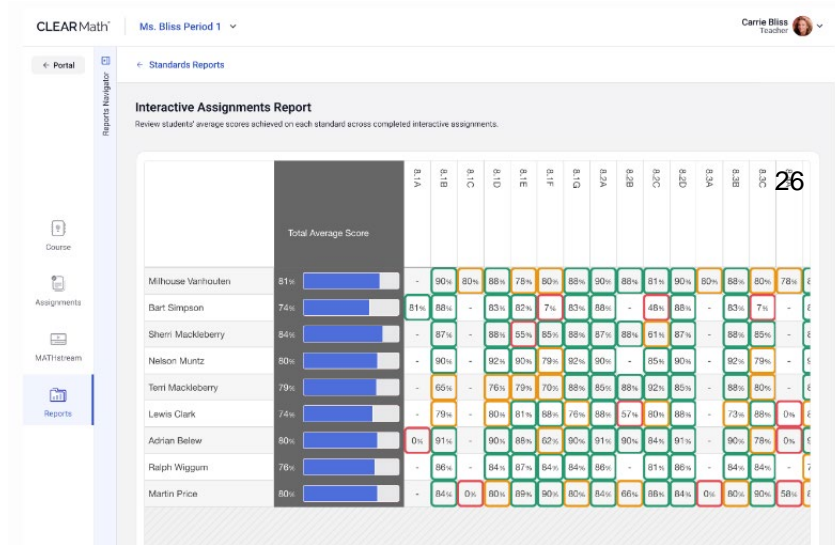 CLEARMath Ms. Bliss Period 1 Carrie Bliss
Teacher
← Portal ← Standards Reports
Reports Navigator
Interactive Assignments Report
Review students' average scores achieved on each standard across completed interactive assignments.
Total Average Score 8.1A 8.1B 8.1C 8.1D 8.1E 8.1F 8.1G 8.2A 8.2B 8.2C 8.2D 8.3A 8.3B 8.3C 26
Milhouse Vanhouten 81% - 90% 80% 88% 78% 80% 88% 90% 88% 81% 90% 80% 88% 80% 78%
Bart Simpson 74% 81% 88% - 83% 82% 7% 83% 88% - 48% 88% - 83% 7% -
Sherri Mackleberry 84% - 87% - 88% 55% 85% 88% 87% 88% 61% 87% - 88% 85% -
Nelson Muntz 80% - 90% - 92% 90% 79% 92% 90% - 85% 90% - 92% 79% -
Terri Mackleberry 79% - 65% - 76% 79% 70% 88% 85% 88% 92% 85% - 88% 80% -
Lewis Clark 74% - 79% - 80% 81% 88% 76% 88% 57% 80% 88% - 73% 88% 0%
Adrian Belew 80% 0% 91% - 90% 88% 62% 90% 91% 90% 84% 91% - 90% 78% 0%
Ralph Wiggum 76% - 86% - 84% 87% 84% 84% 86% - 81% 86% - 84% 84% -
Martin Price 80% - 84% 0% 80% 89% 90% 80% 84% 66% 86% 84% 0% 80% 90% 58%
Course
Assignments
MATHstream
Reports